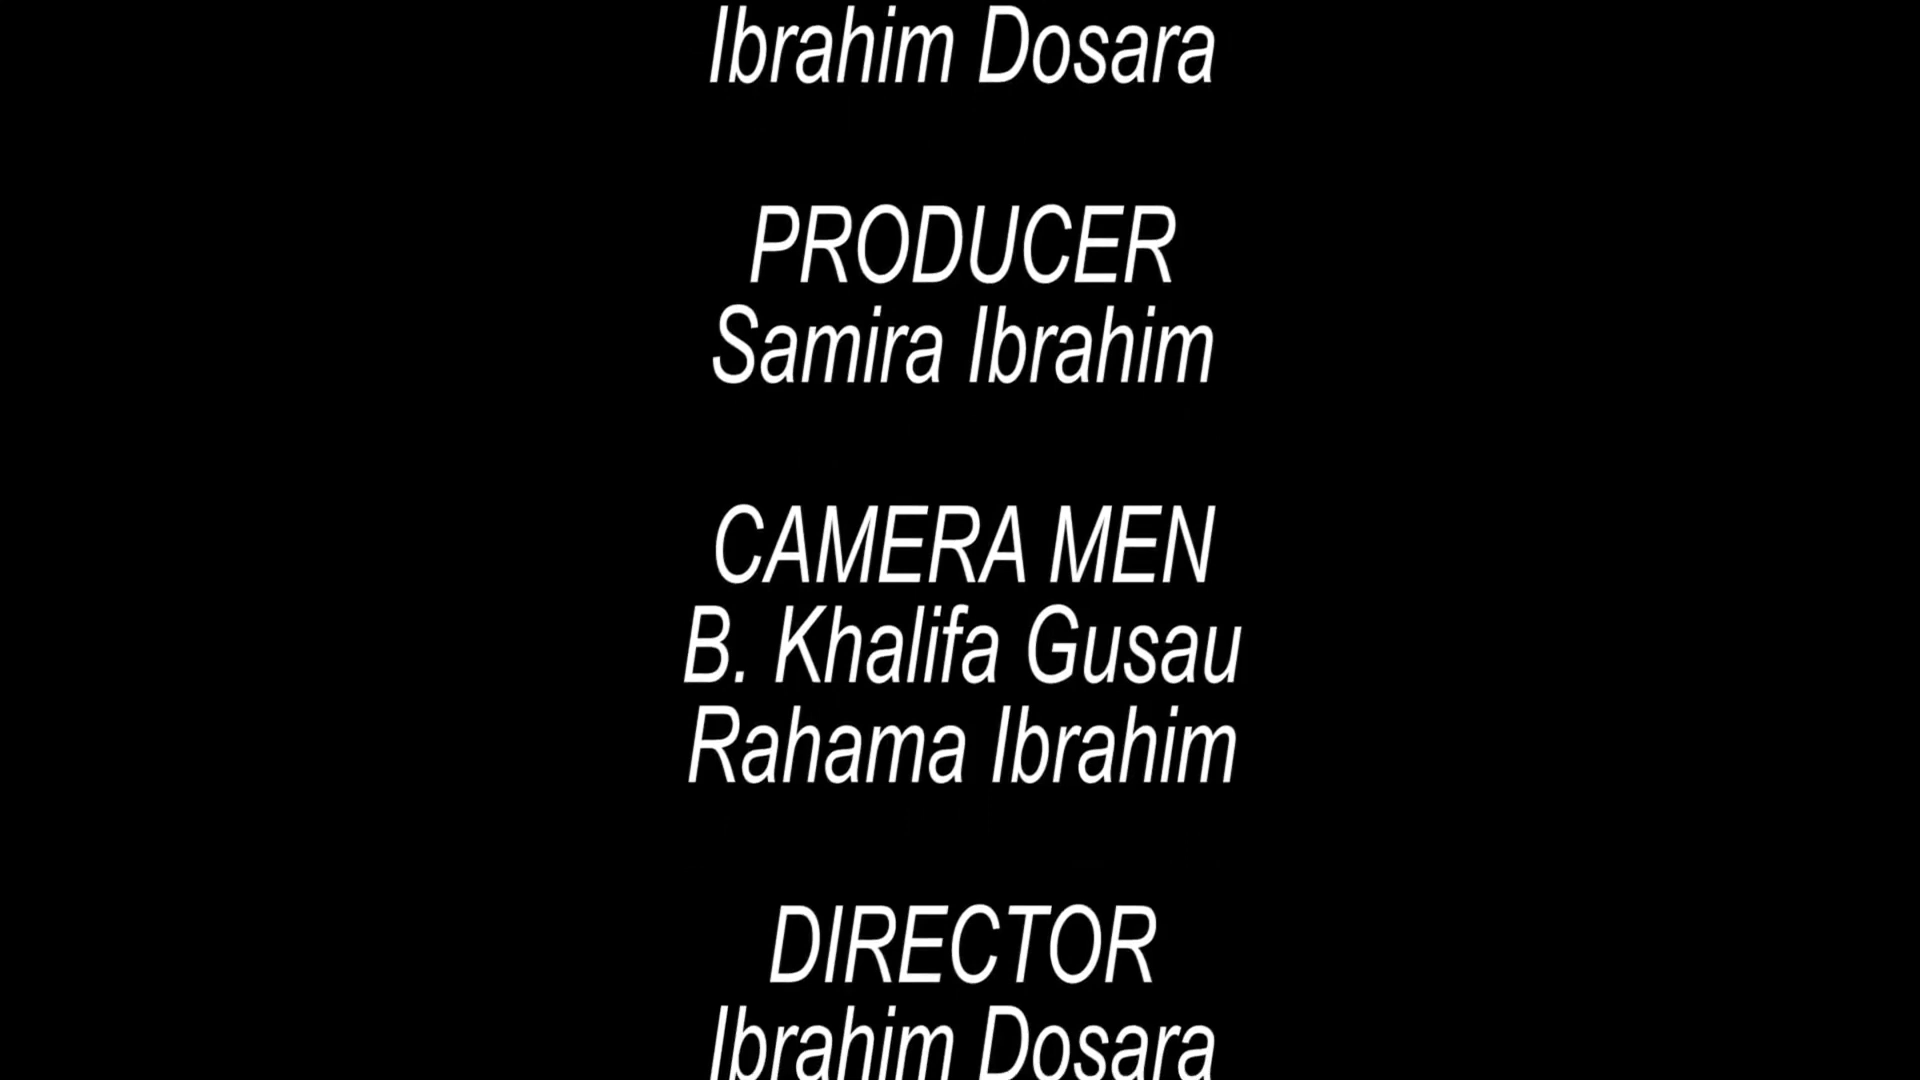 Ibrahim Dosara
PRODUCER
Samira Ibrahim
CAMERA MEN
B. Khalifa Gusau
Rahama Ibrahim
DIRECTOR
Ibrahim Dosara